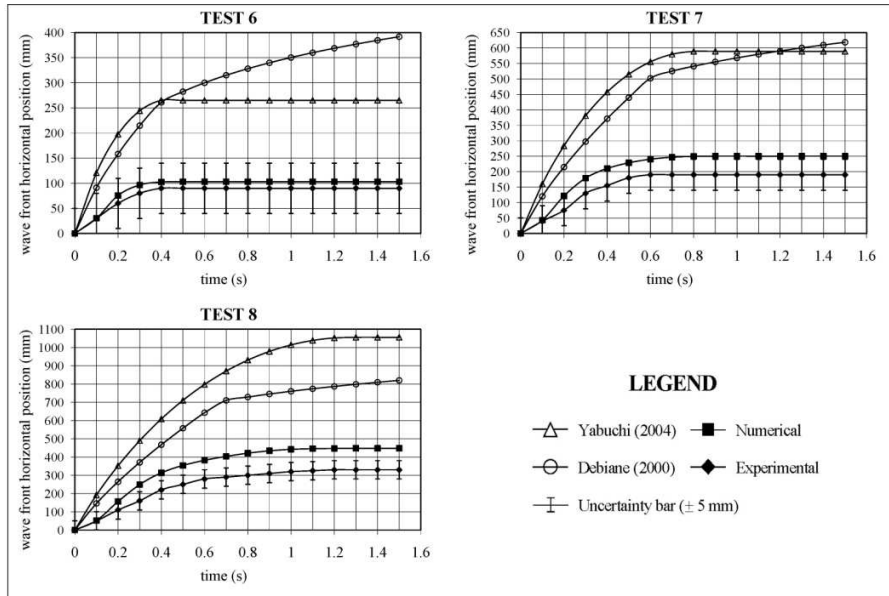 TEST 6
wave front horizontal position (mm)
400
350
300
250
200
150
100
50
0
0 0.2 0.4 0.6 0.8 1 1.2 1.4 1.6
time (s)
TEST 7
wave front horizontal position (mm)
650
600
550
500
450
400
350
300
250
200
150
100
50
0
0 0.2 0.4 0.6 0.8 1 1.2 1.4 1.6
time (s)
TEST 8
wave front horizontal position (mm)
1100
1000
900
800
700
600
500
400
300
200
100
0
0 0.2 0.4 0.6 0.8 1 1.2 1.4 1.6
time (s)
LEGEND
Yabuchi (2004)
Numerical
Debiane (2000)
Experimental
Uncertainty bar (± 5 mm)